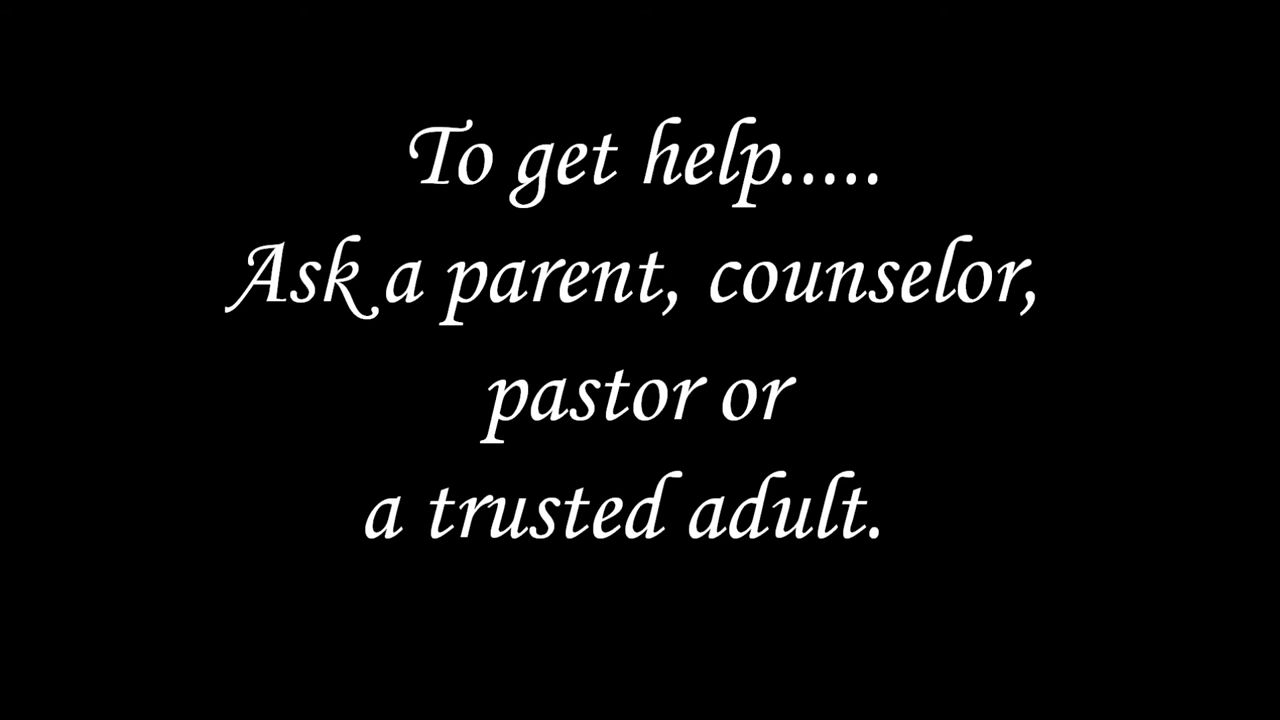 To get help.....
Ask a parent, counselor,
pastor or
a trusted adult.